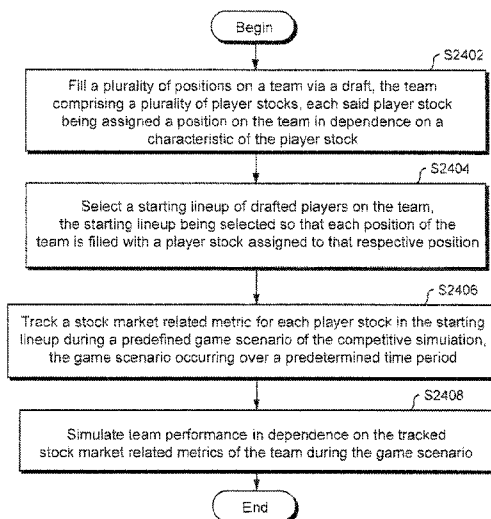 Begin
S2402
Fill a plurality of positions on a team via a draft, the team
comprising a plurality of player stocks, each said player stock
being assigned a position on the team in dependence on a
characteristic of the player stock
S2404
Select a starting lineup of drafted players on the team,
the starting lineup being selected so that each position of the
team is filled with a player stock assigned to that respective position
S2406
Track a stock market related metric for each player stock in the starting
lineup during a predefined game scenario of the competitive simulation,
the game scenario occurring over a predetermined time period
S2408
Simulate team performance in dependence on the tracked
stock market related metrics of the team during the game scenario
End